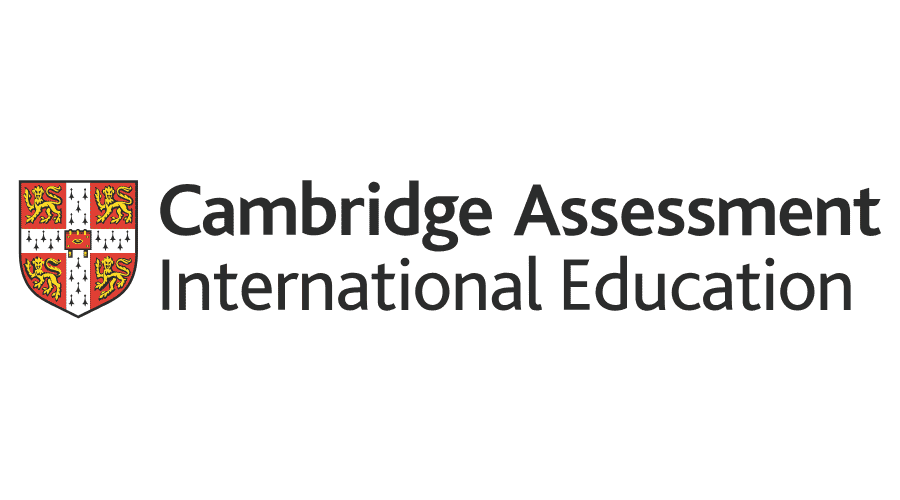 Cambridge Assessment
International Education